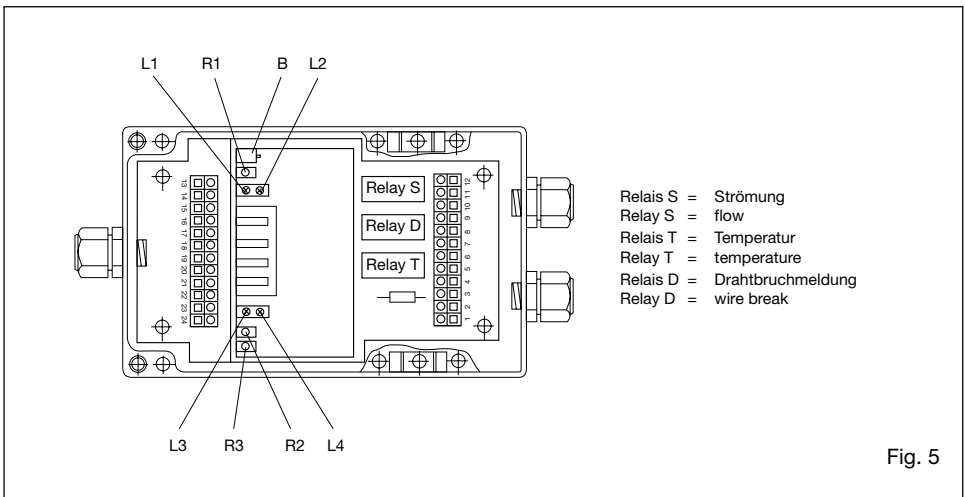 L1 R1 B L2
13
14
15
16
17
18
19
20
21
22
23
24
Relay S
Relay D
Relay T
12
11
10
9
8
7
6
5
4
3
2
1
L3 R3 R2 L4
Relais S = Strömung
Relay S = flow
Relais T = Temperatur
Relay T = temperature
Relais D = Drahtbruchmeldung
Relay D = wire break
Fig. 5